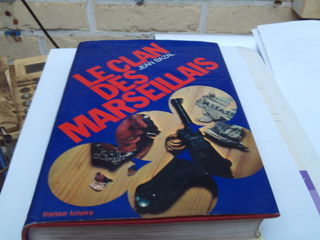 LE CLAN
DES
JEAN BAZAL
MARSEILLAIS
france loisirs